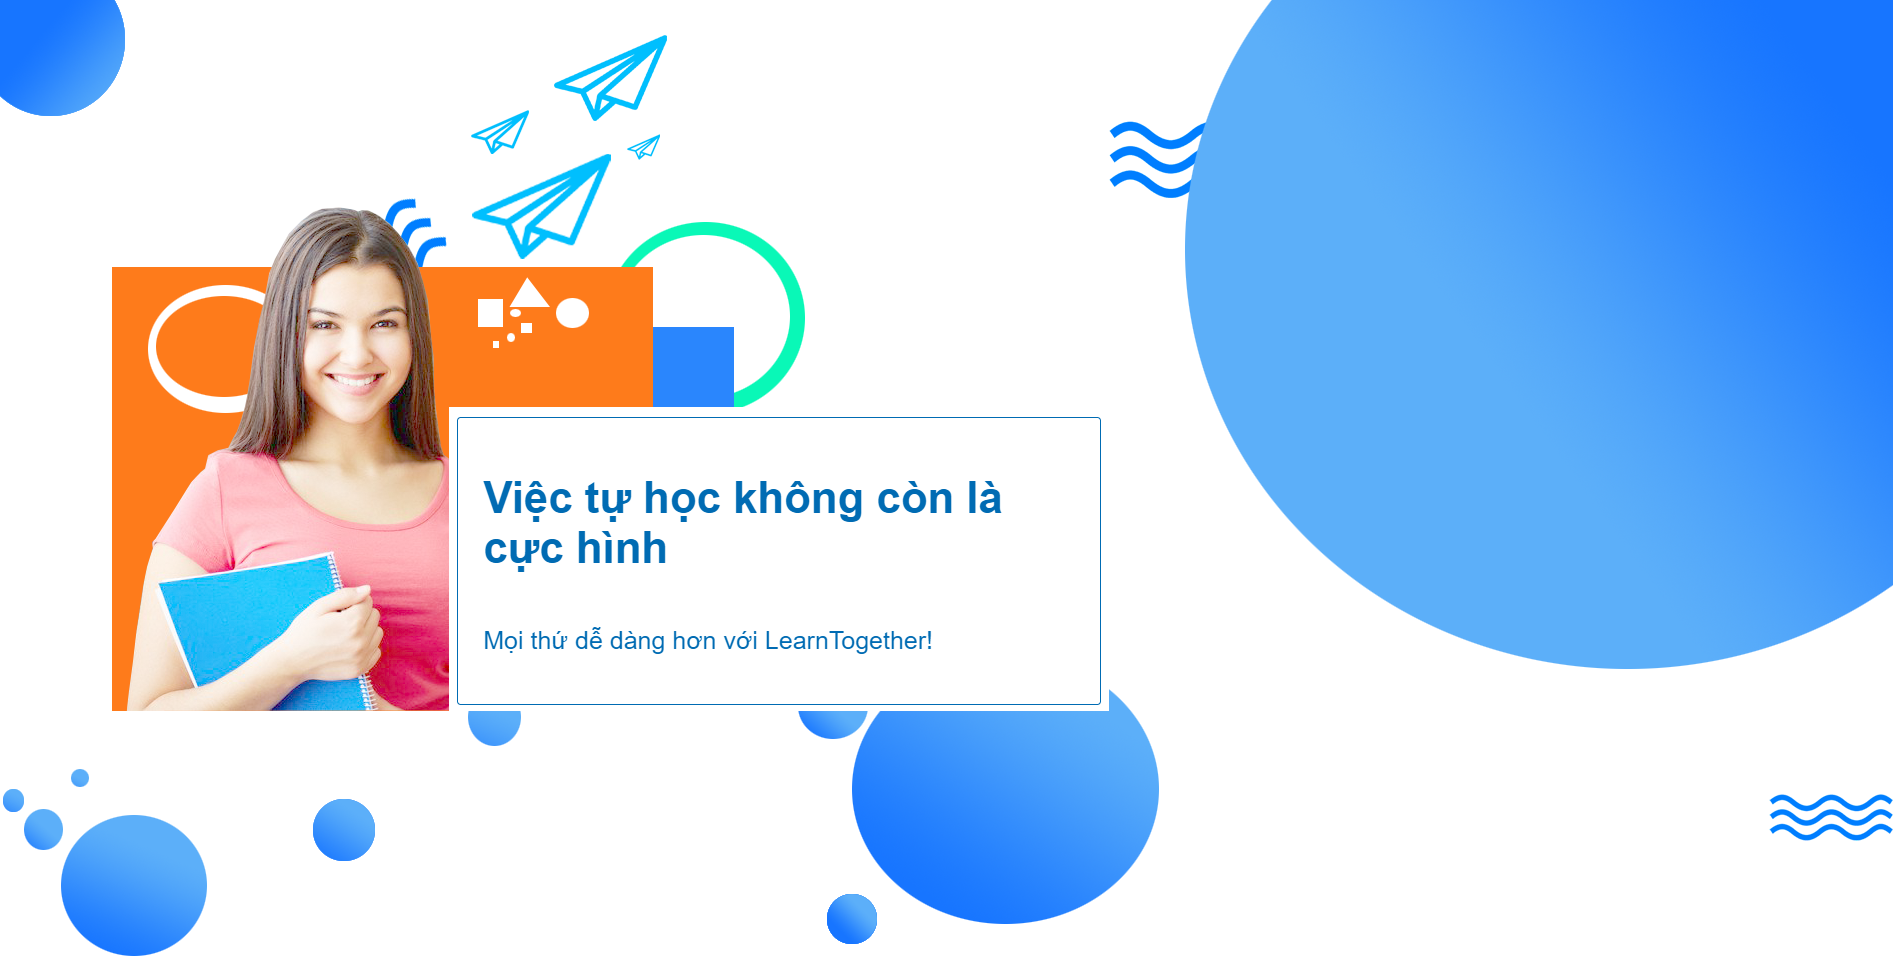 Việc tự học không còn là
cực hình
Mọi thứ dễ dàng hơn với LearnTogether!